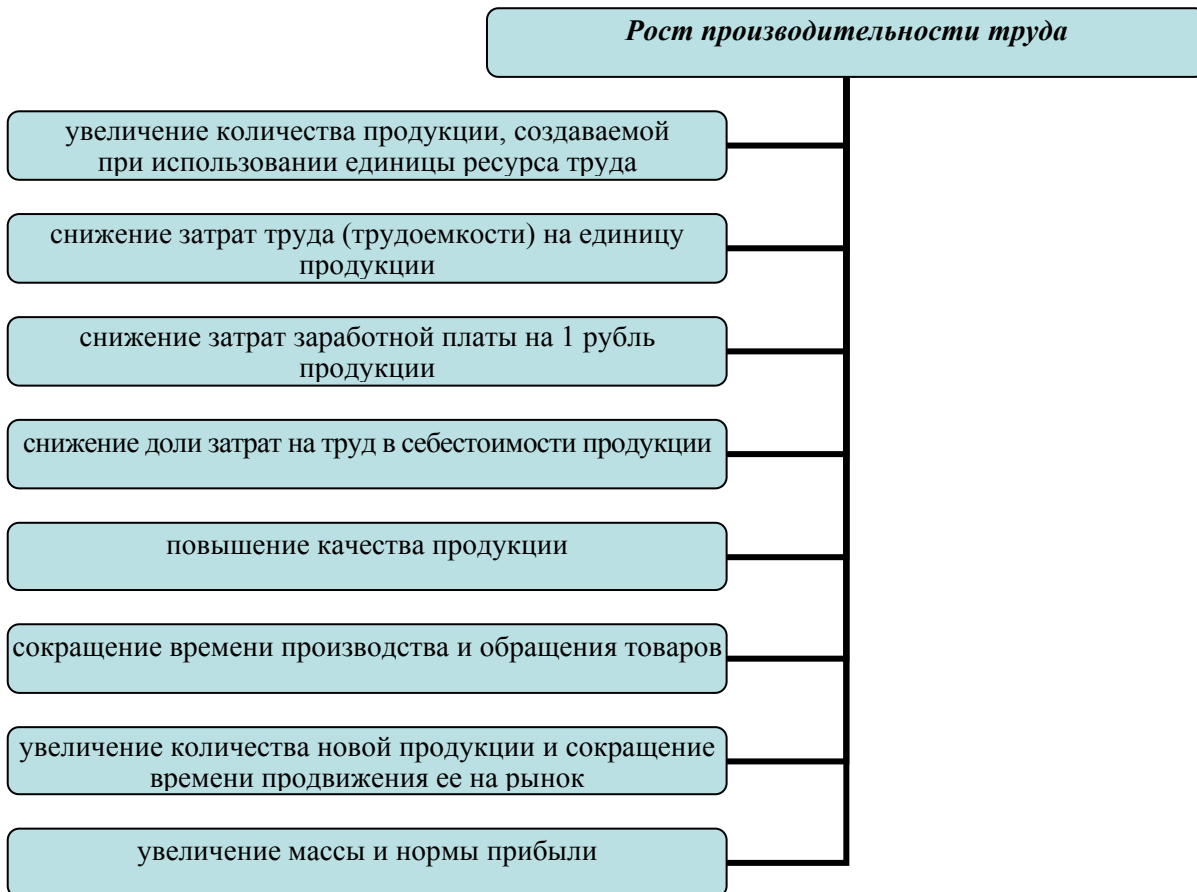 Рост производительности труда
увеличение количества продукции, создаваемой
при использовании единицы ресурса труда
снижение затрат труда (трудоемкости) на единицу
продукции
снижение затрат заработной платы на 1 рубль
продукции
снижение доли затрат на труд в себестоимости продукции
повышение качества продукции
сокращение времени производства и обращения товаров
увеличение количества новой продукции и сокращение
времени продвижения ее на рынок
увеличение массы и нормы прибыли